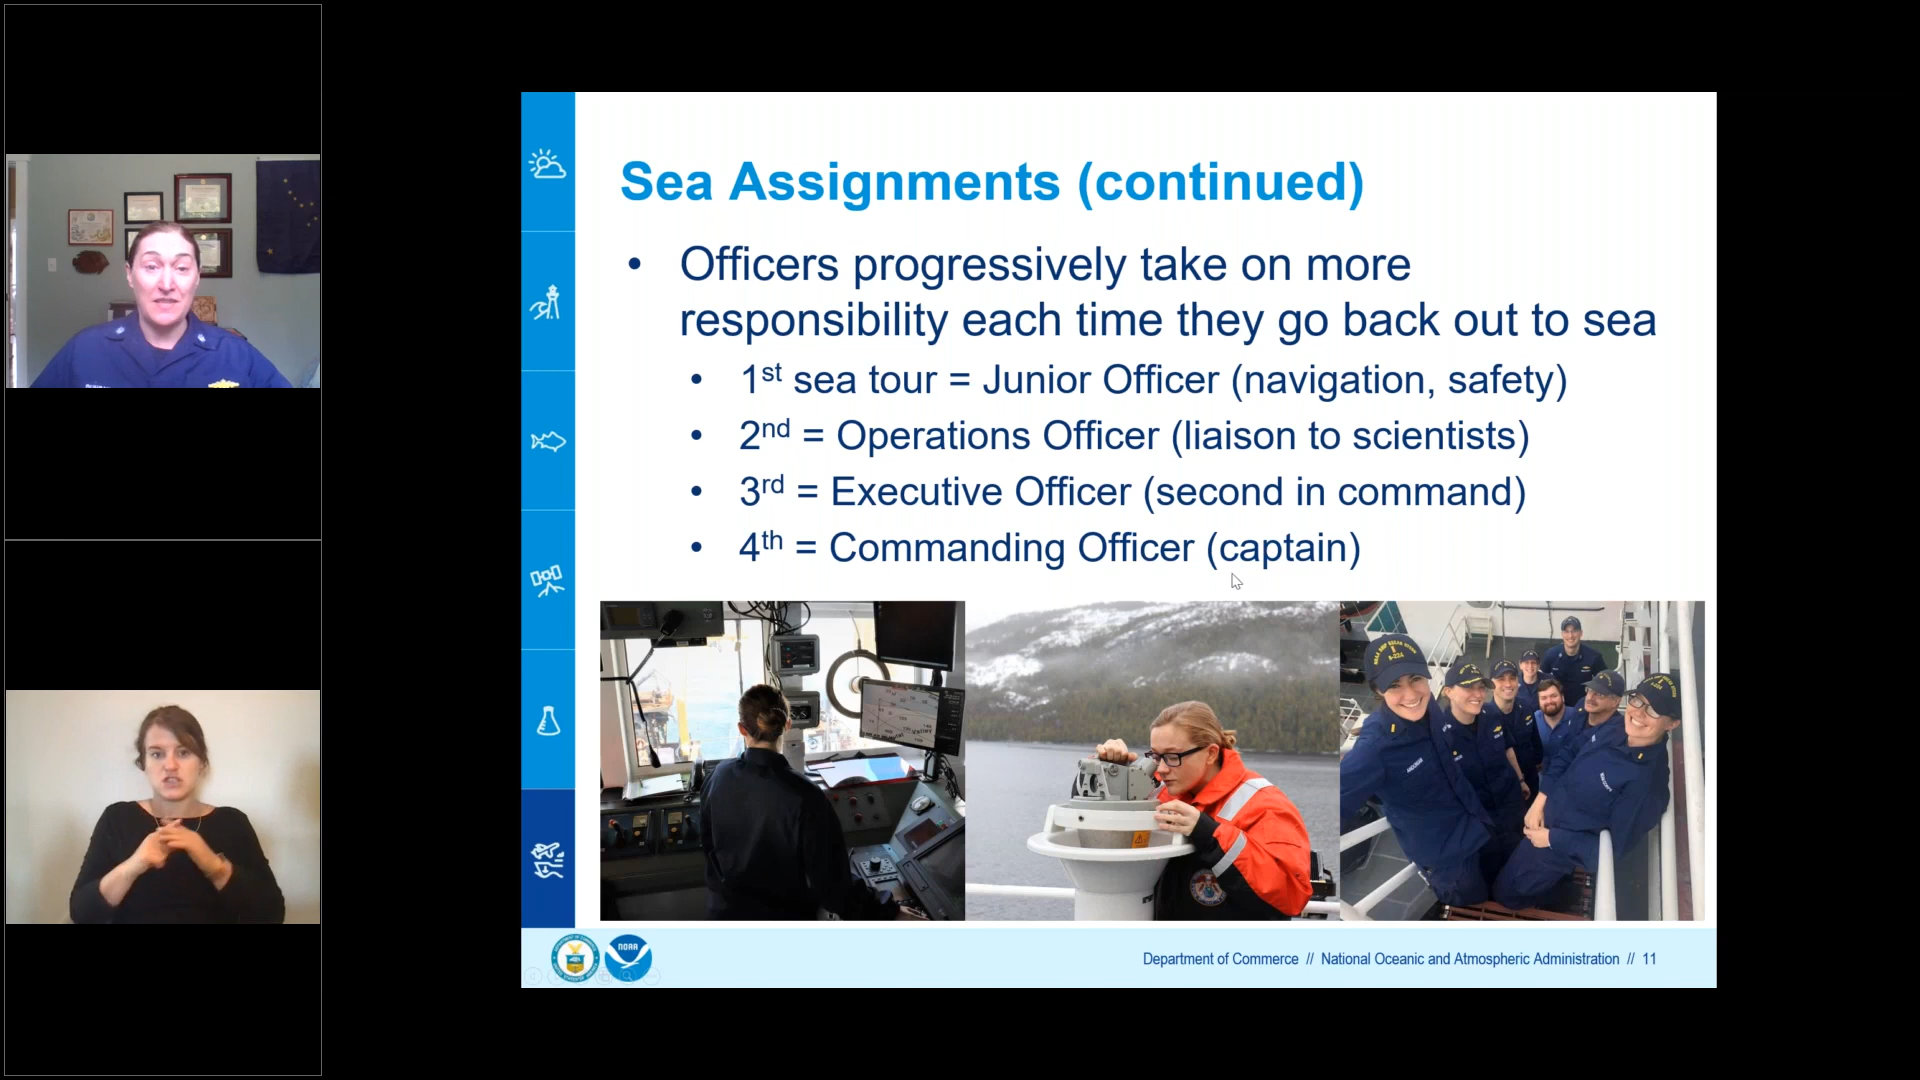 Sea Assignments (continued)
• Officers progressively take on more
responsibility each time they go back out to sea
• 1st sea tour = Junior Officer (navigation, safety)
• 2nd = Operations Officer (liaison to scientists)
• 3rd = Executive Officer (second in command)
• 4th = Commanding Officer (captain)
NOAA
Department of Commerce // National Oceanic and Atmospheric Administration // 11